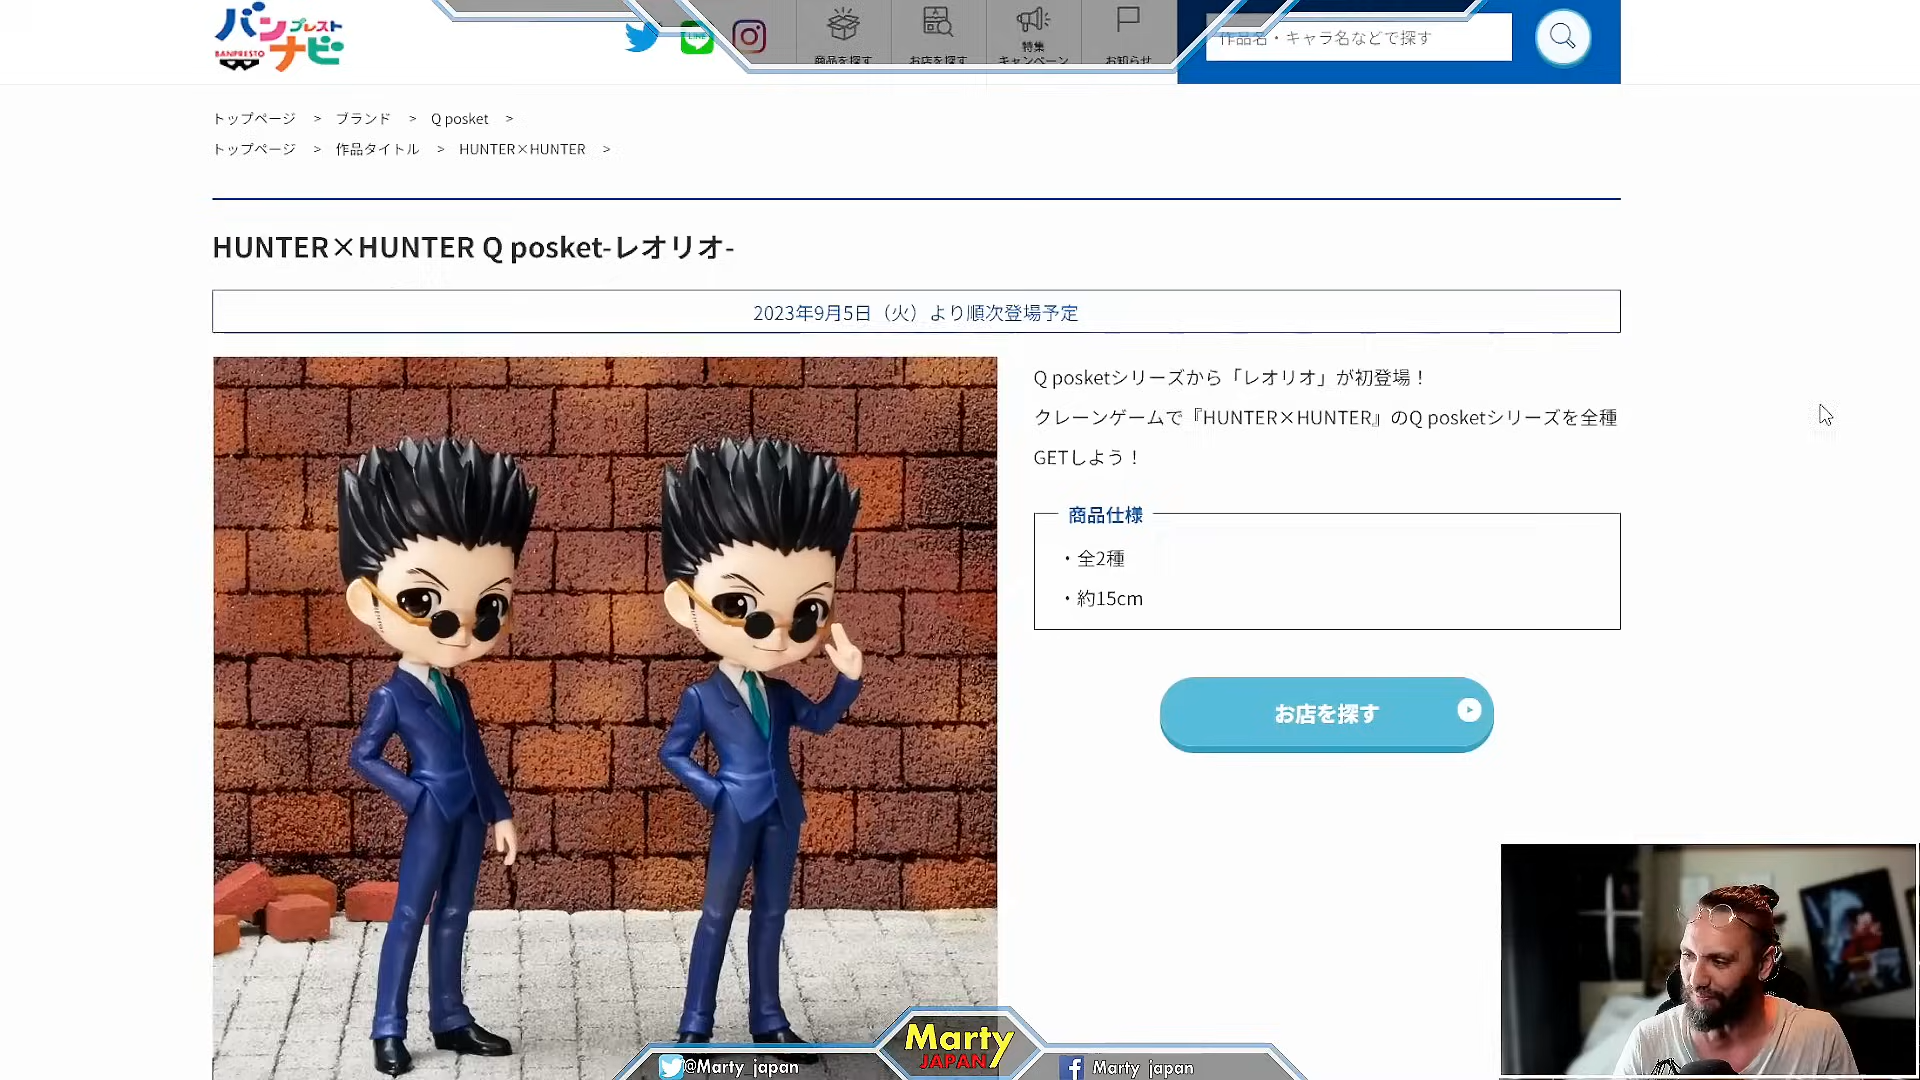 バンプレストナビ
BANPRESTO
LINE
商品を探す
お店を探す
特集
キャンペーン
お知らせ
作品名・キャラ名などで探す
トップページ > ブランド > Q posket >
トップページ > 作品タイトル > HUNTER×HUNTER >
HUNTER×HUNTER Q posket-レオリオ-
2023年9月5日（火）より順次登場予定
Q posketシリーズから「レオリオ」が初登場！
クレーンゲームで『HUNTER×HUNTER』のQ posketシリーズを全種
GETしよう！
商品仕様
・全2種
・約15cm
お店を探す
Marty
JAPAN
@Marty_japan
Marty japan